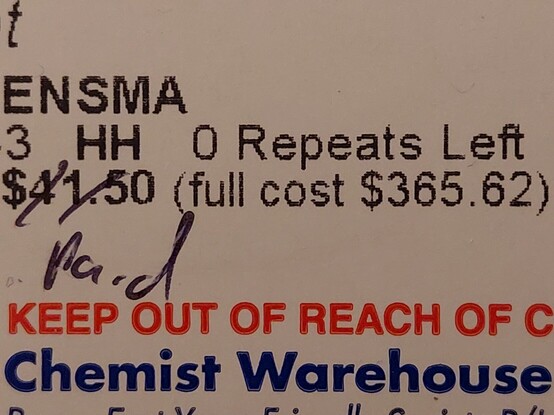 t
ENSMA
3 HH 0 Repeats Left
$41.50 (full cost $365.62)
Paid
KEEP OUT OF REACH OF C
Chemist Warehouse